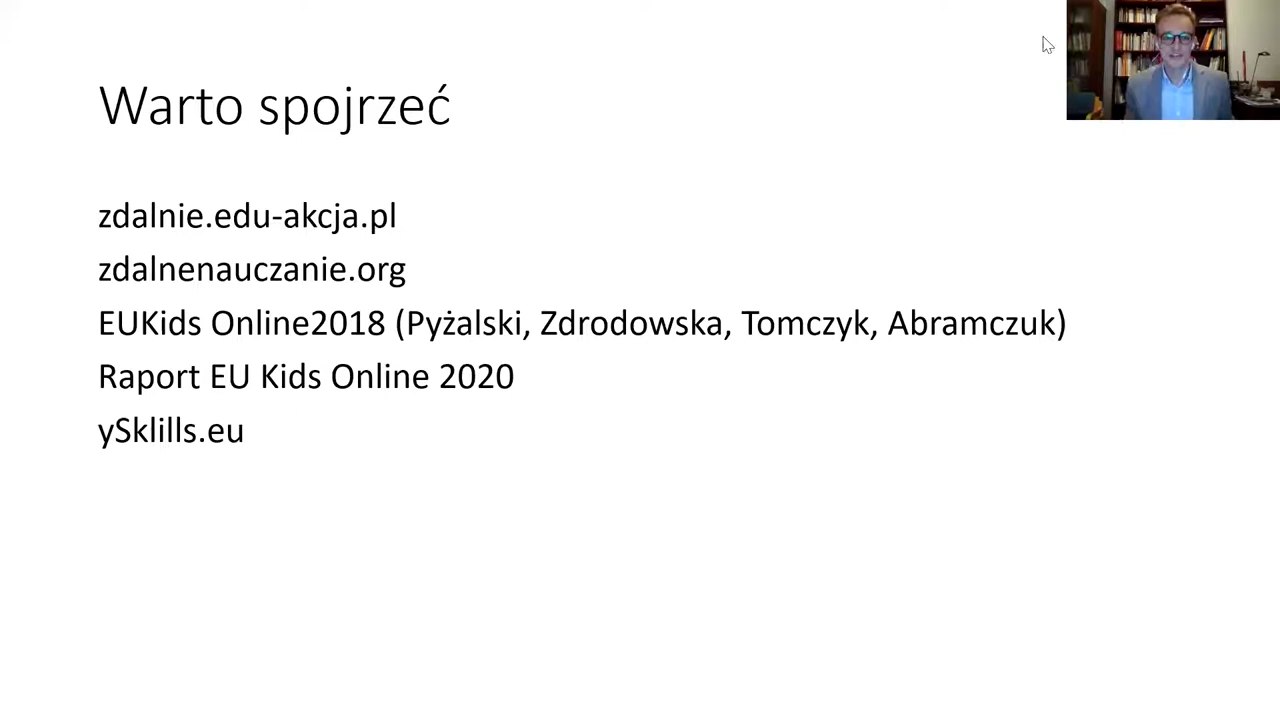 Warto spojrzeć
zdalnie.edu-akcja.pl
zdalnenauczanie.org
EUKids Online2018 (Pyżalski, Zdrodowska, Tomczyk, Abramczuk)
Raport EU Kids Online 2020
ySklills.eu